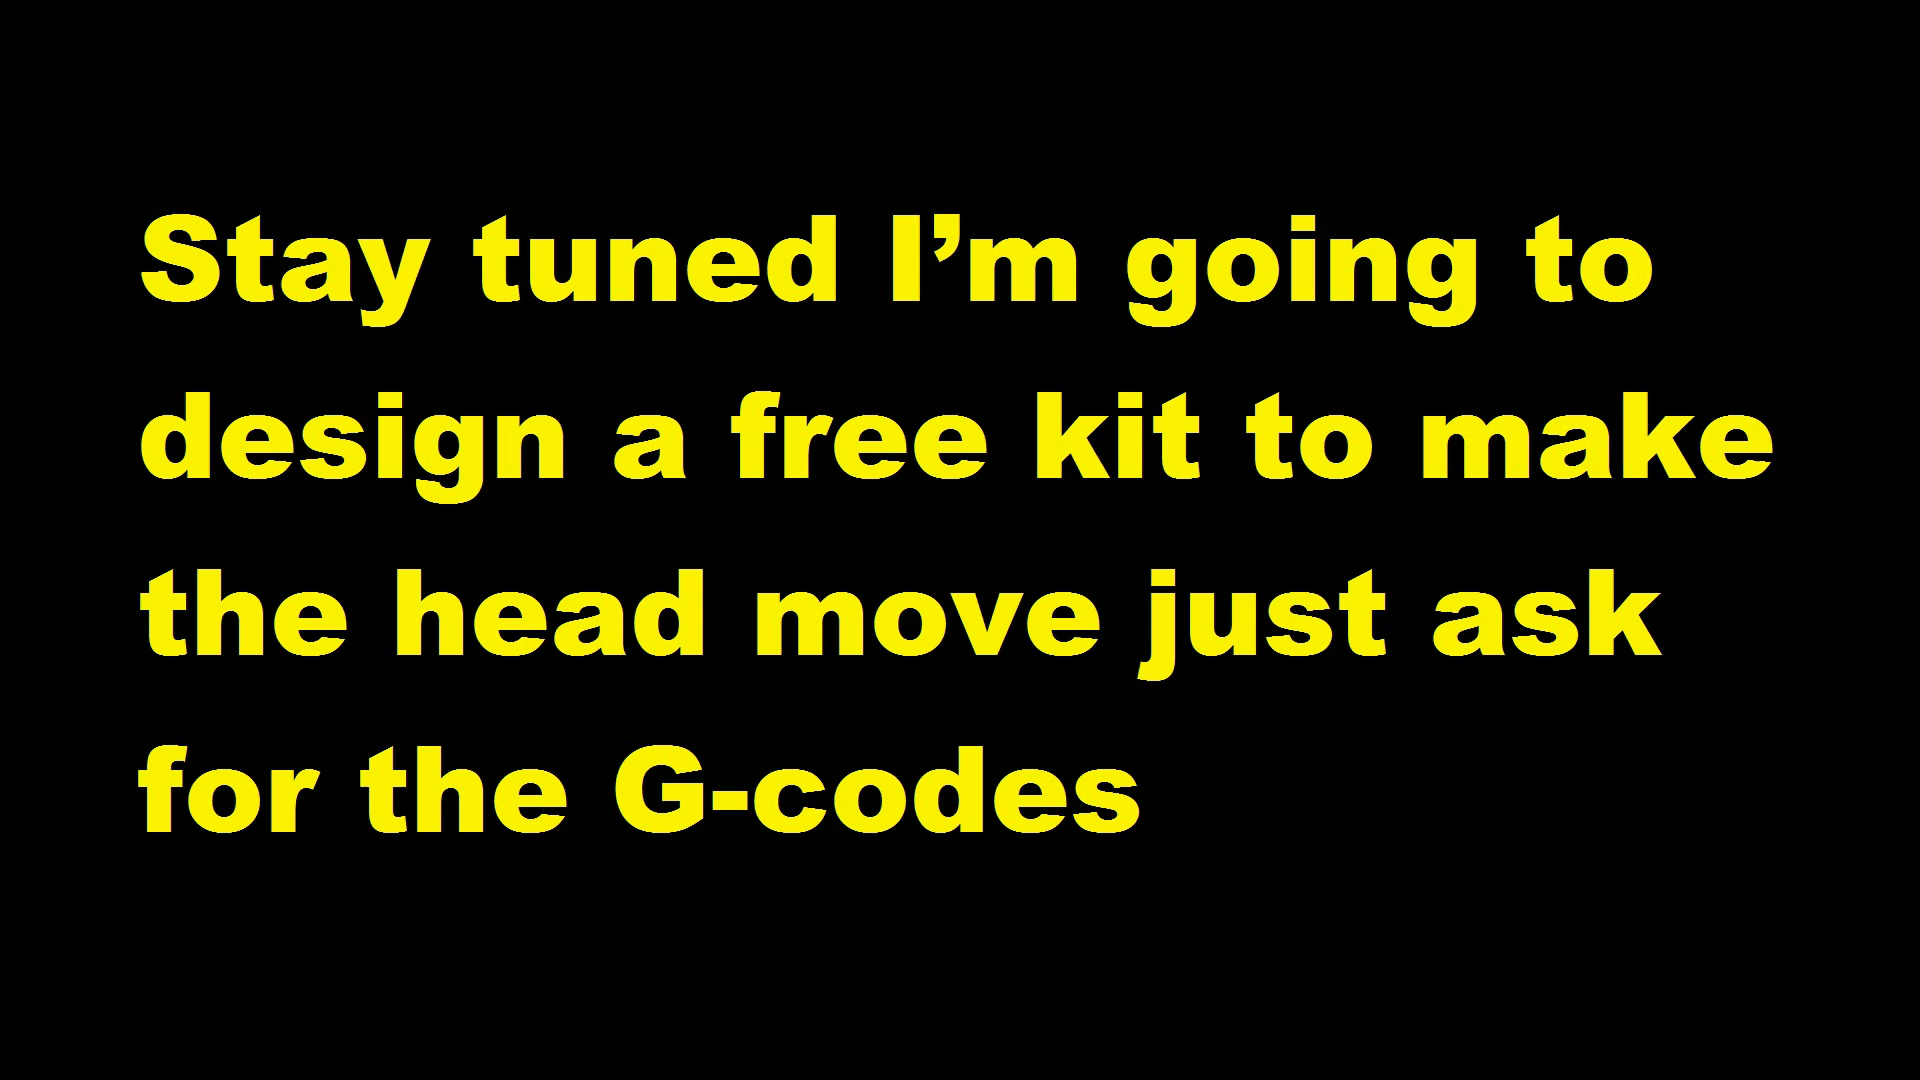 Stay tuned I’m going to
design a free kit to make
the head move just ask
for the G-codes